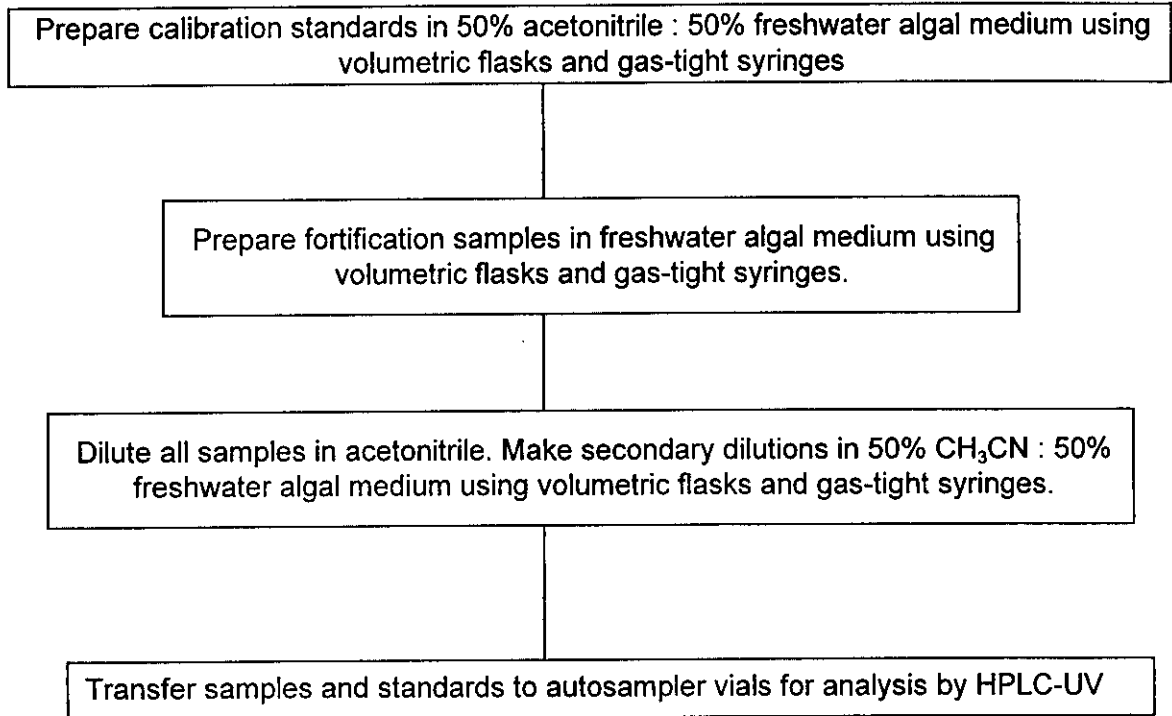 Prepare calibration standards in 50% acetonitrile : 50% freshwater algal medium using
volumetric flasks and gas-tight syringes
Prepare fortification samples in freshwater algal medium using
volumetric flasks and gas-tight syringes.
Dilute all samples in acetonitrile. Make secondary dilutions in 50% CH₃CN : 50%
freshwater algal medium using volumetric flasks and gas-tight syringes.
Transfer samples and standards to autosampler vials for analysis by HPLC-UV